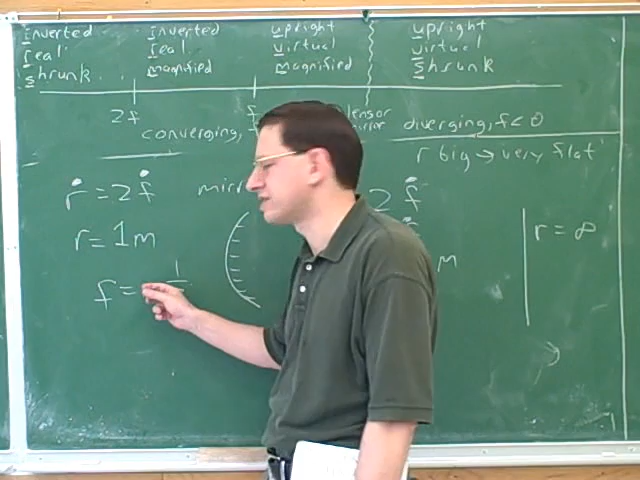 Inverted Inverted Upright Upright
Real Real Virtual Virtual
Shrunk Magnified Magnified Shrunk
2f f lens or
converging, mirror diverging, f < 0
r big → very flat
r = 2f 2f
r = 1m m r = ∞
f = 1